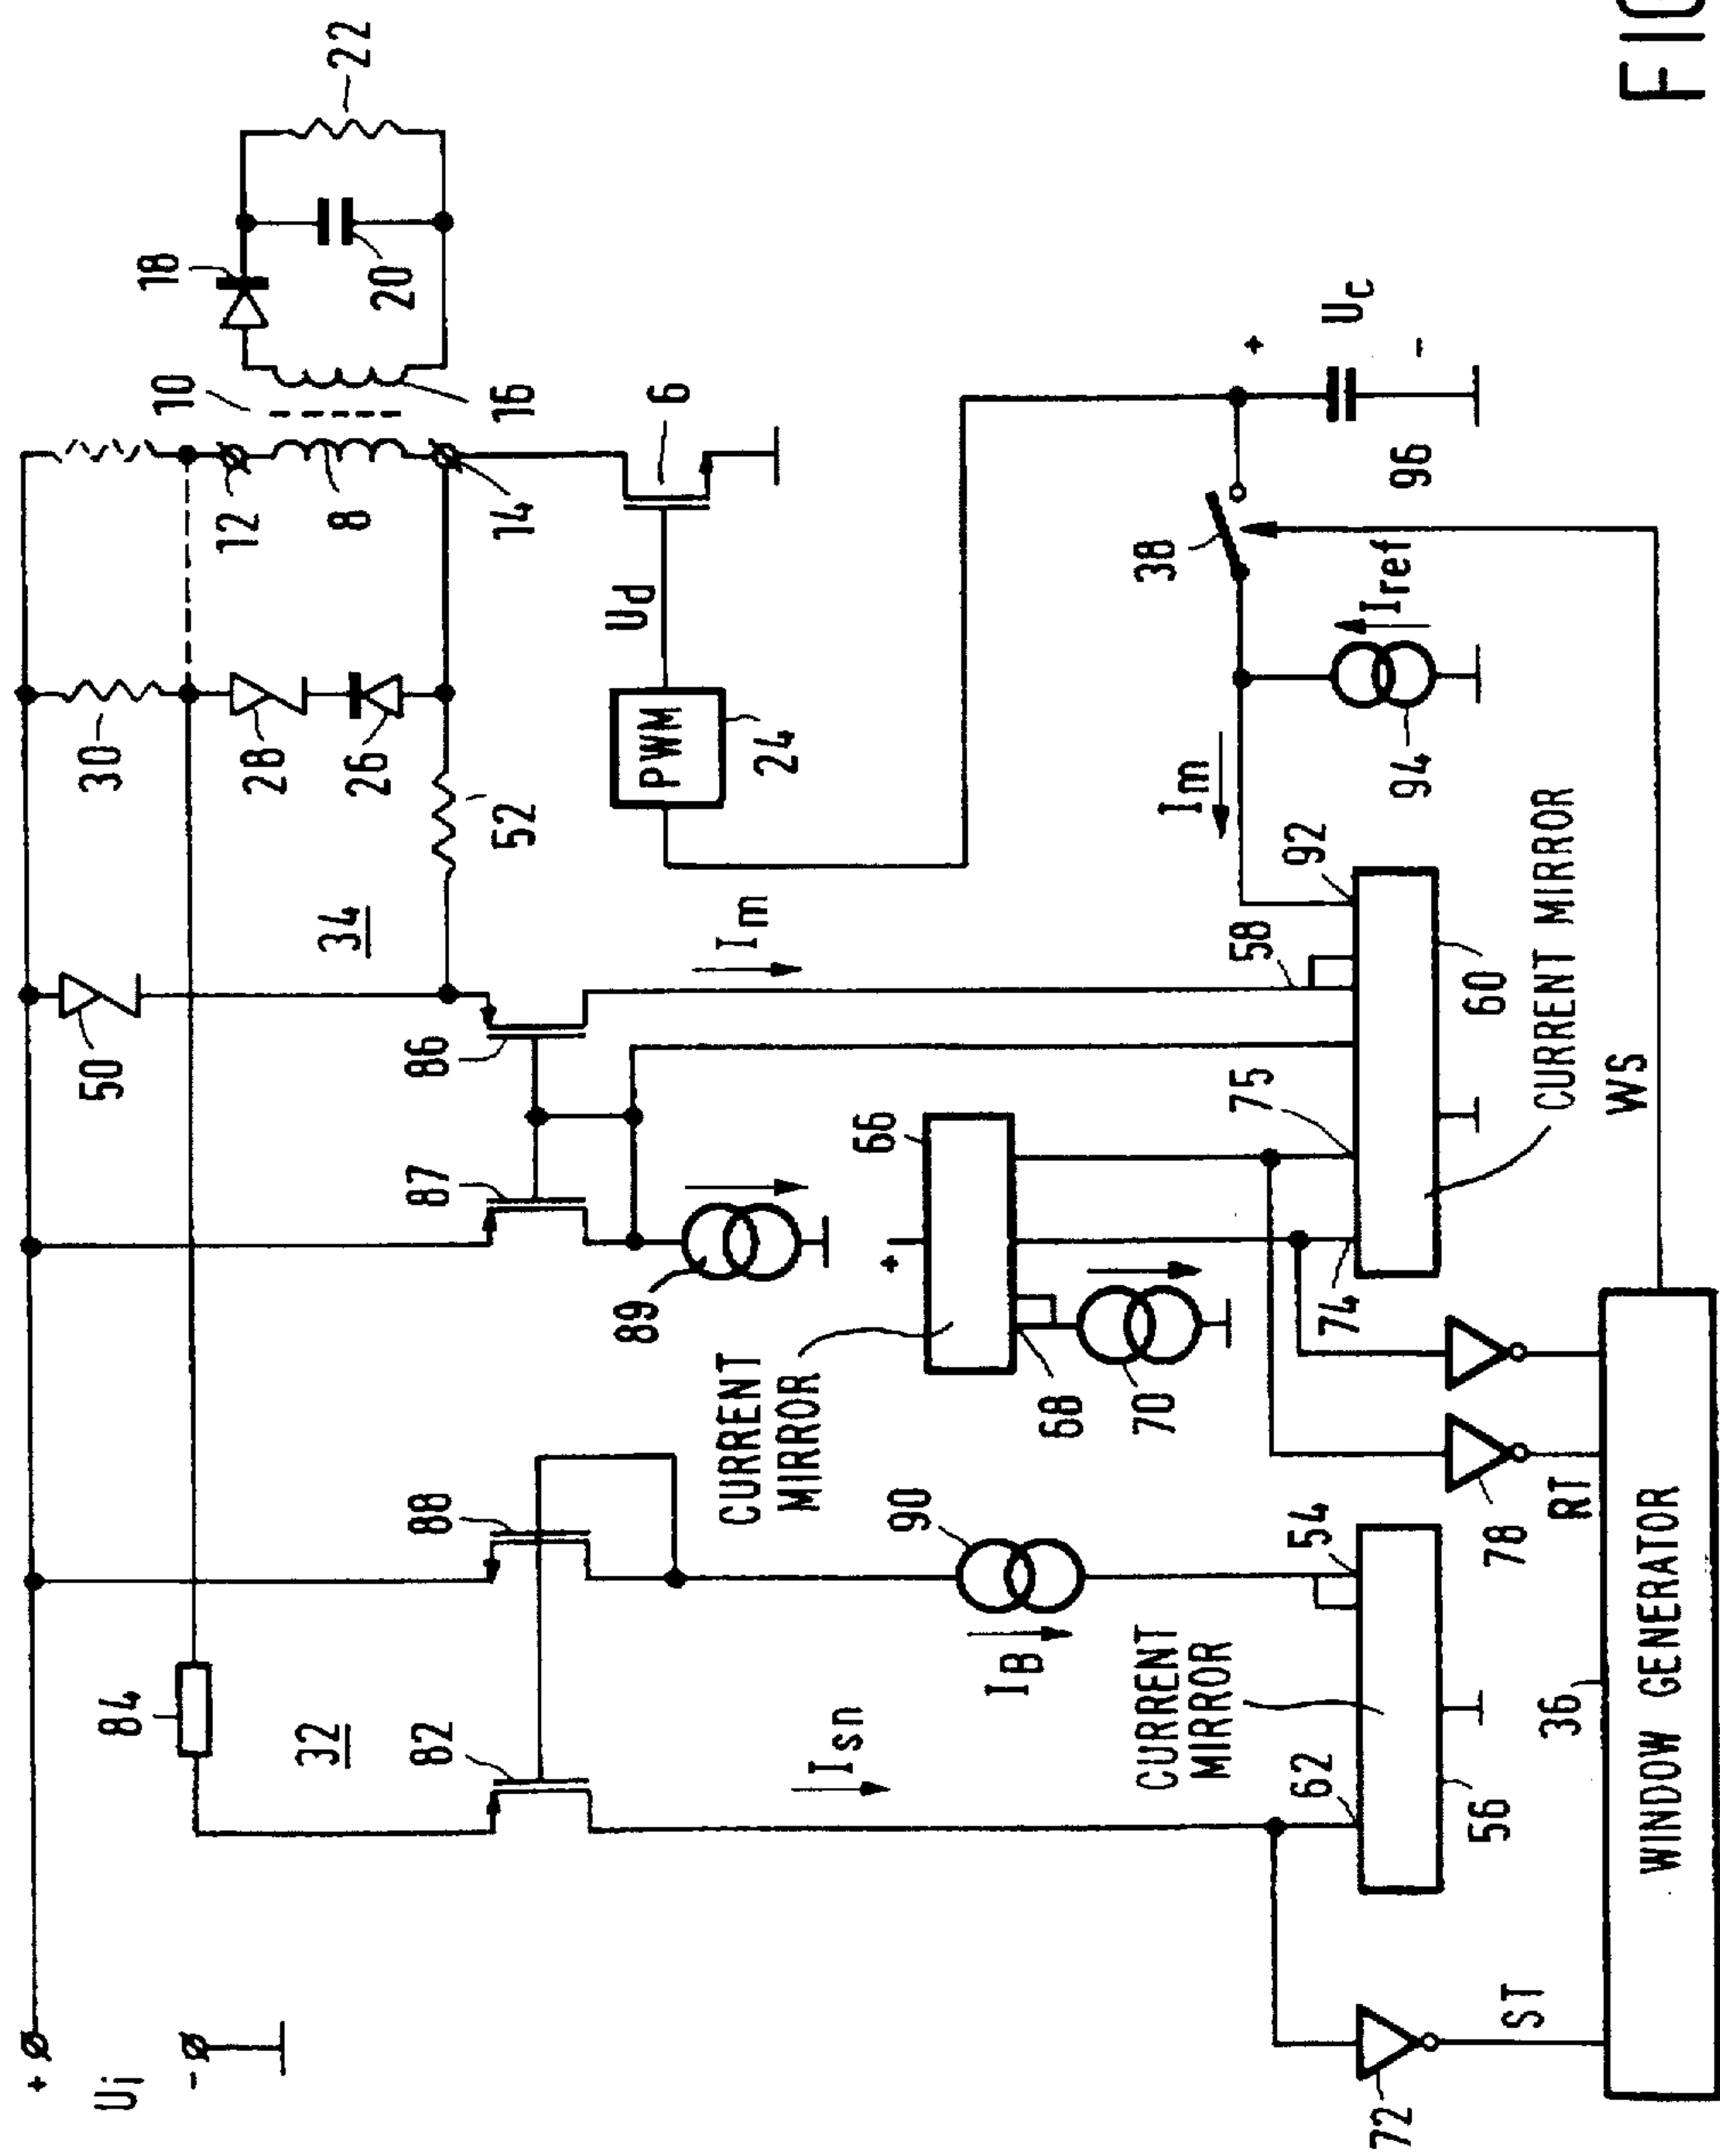 +
Ui
-
84
32
82
Isn
62
56
72
ST
88
90
IB
CURRENT
MIRROR
54
CURRENT
MIRROR
78
RT
36
WINDOW GENERATOR
50
87
86
89
66
+
68
70
74
75
58
92
60
CURRENT MIRROR
WS
34
Im
Im
30
28
26
52
12
8
14
10
16
18
20
22
Ud
PWM
24
6
38
Iref
94
96
+
Uc
-